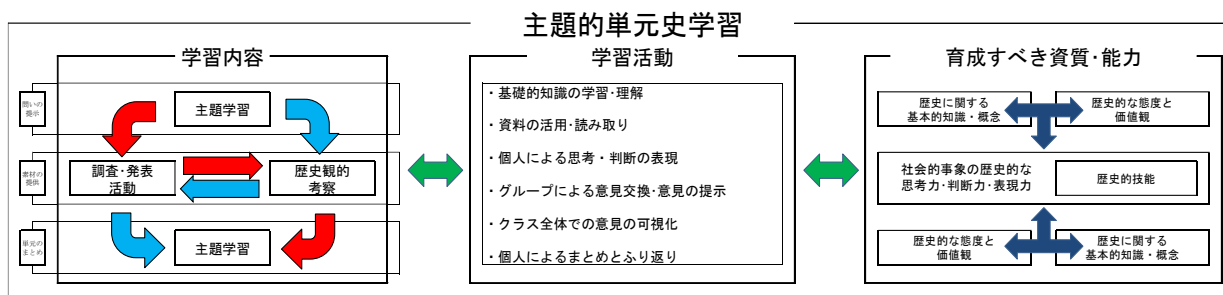 主題的単元史学習
学習内容
問いの
提示
主題学習
素材の
提供
調査・発表
活動
歴史観的
考察
単元の
まとめ
主題学習
学習活動
・基礎的知識の学習・理解
・資料の活用・読み取り
・個人による思考・判断の表現
・グループによる意見交換・意見の提示
・クラス全体での意見の可視化
・個人によるまとめとふり返り
育成すべき資質・能力
歴史に関する
基本的知識・概念
歴史的な態度と
価値観
社会的事象の歴史的な
思考力・判断力・表現力
歴史的技能
歴史的な態度と
価値観
歴史に関する
基本的知識・概念